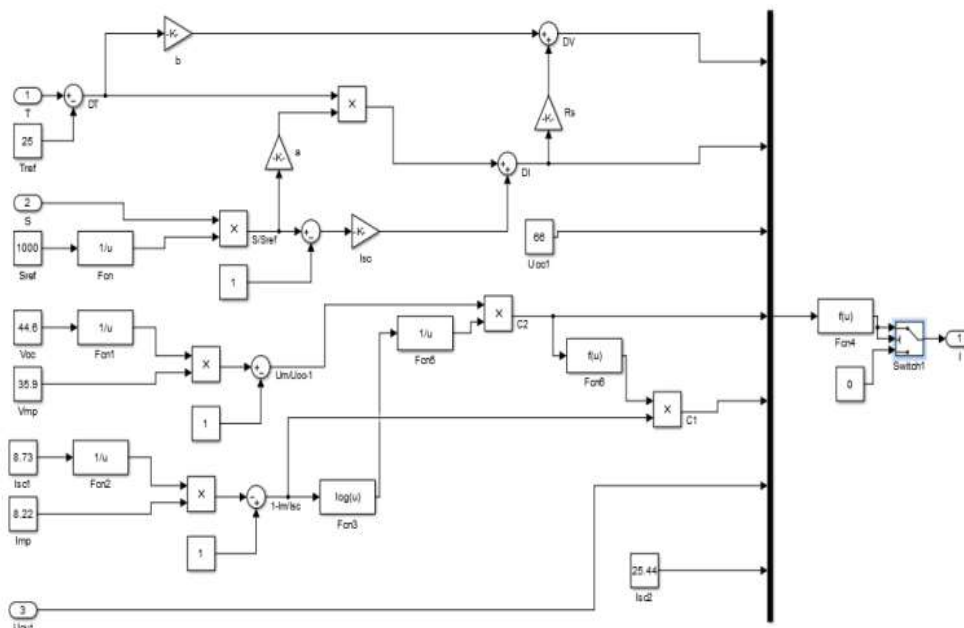 -K-
b
DV
1
T
DT
X
25
Tref
-K-
a
-K-
Rs
DI
2
S
X
S/Sref
-K-
Isc
1000
Sref
1/u
Fcn
1
66
Uoc1
44.6
Voc
1/u
Fcn1
X
Um/Uoc-1
1/u
Fcn5
X
C2
f(u)
Fcn4
Switch1
1
I
0
35.9
Vmp
1
f(u)
X
C1
8.73
Isc1
1/u
Fcn2
X
1-Im/Isc
log(u)
Fcn3
8.22
Imp
1
25.44
Isc2
3